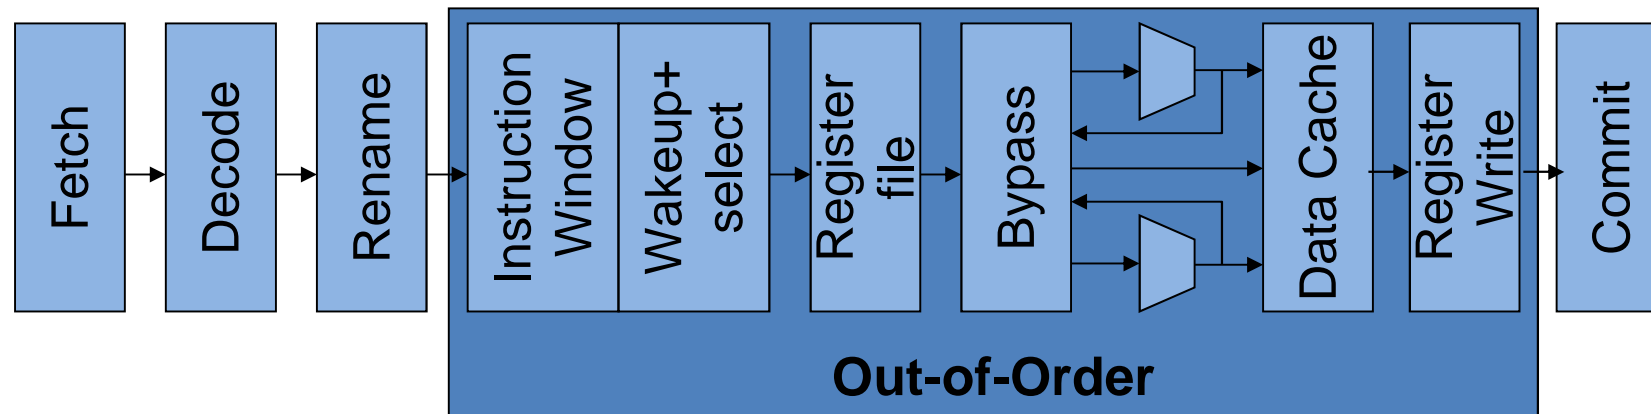 Fetch
Decode
Rename
Instruction
Window
Wakeup+
select
Register
file
Bypass
Data Cache
Register
Write
Commit
Out-of-Order